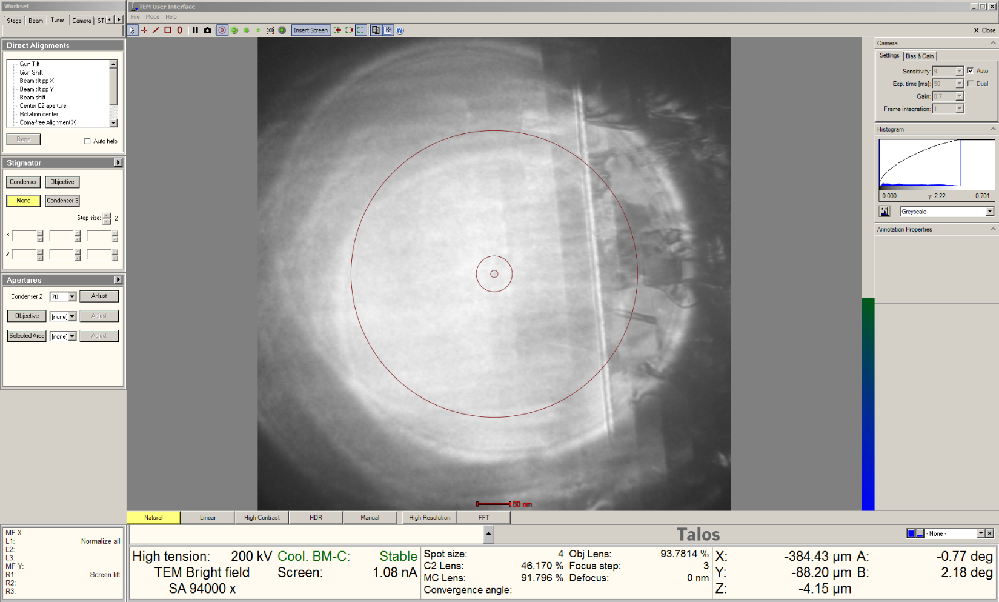 Workset
Stage Beam Tune Camera
Direct Alignments
Gun Tilt
Gun Shift
Beam tilt pp X
Beam tilt pp Y
Beam shift
Center C2 aperture
Rotation center
Coma-free Alignment X
Done Auto help
Stigmator
Condenser Objective
None Condenser 3
Step size: 2
x
y
Apertures
Condenser 2 70 Adjust
Objective [none] Adjust
Selected Area [none] Adjust
MF X:
L1: Normalize all
L2:
L3:
MF Y:
R1: Screen lift
R2:
R3:
TEM User Interface
File Mode Help
CCD Insert Screen Close
50 nm
Camera
Settings Bias & Gain
Sensitivity: 9 Auto
Exp. time [ms]: 50 Dual
Gain: 0.7
Frame integration: 1
Histogram
0.000 γ: 2.22 0.701
Greyscale
Annotation Properties
Natural Linear High Contrast HDR Manual High Resolution FFT
Talos
- None -
High tension: 200 kV Cool. BM-C: Stable
TEM Bright field Screen: 1.08 nA
SA 94000 x
Spot size: 4 Obj Lens: 93.7814 %
C2 Lens: 46.170 % Focus step: 3
MC Lens: 91.796 % Defocus: 0 nm
Convergence angle:
X: -384.43 µm A: -0.77 deg
Y: -88.20 µm B: 2.18 deg
Z: -4.15 µm